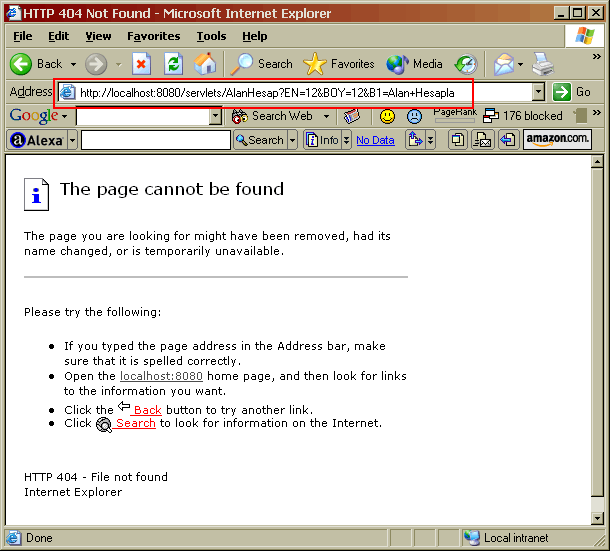 HTTP 404 Not Found - Microsoft Internet Explorer
File Edit View Favorites Tools Help
Back Search Favorites Media
Address http://localhost:8080/servlets/AlanHesap?EN=12&BOY=12&B1=Alan+Hesapla Go
Google Search Web PageRank 176 blocked
Alexa Search Info No Data amazon.com.
The page cannot be found
The page you are looking for might have been removed, had its
name changed, or is temporarily unavailable.
Please try the following:
If you typed the page address in the Address bar, make
sure that it is spelled correctly.
Open the localhost:8080 home page, and then look for links
to the information you want.
Click the Back button to try another link.
Click Search to look for information on the Internet.
HTTP 404 - File not found
Internet Explorer
Done Local intranet